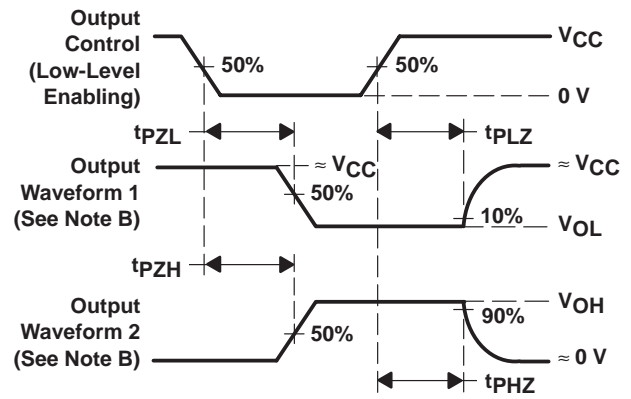 Output
Control
(Low-Level
Enabling)
50%
50%
VCC
0 V
tPZL
tPLZ
Output
Waveform 1
(See Note B)
≈ VCC
50%
≈ VCC
10%
VOL
tPZH
Output
Waveform 2
(See Note B)
50%
VOH
90%
≈ 0 V
tPHZ